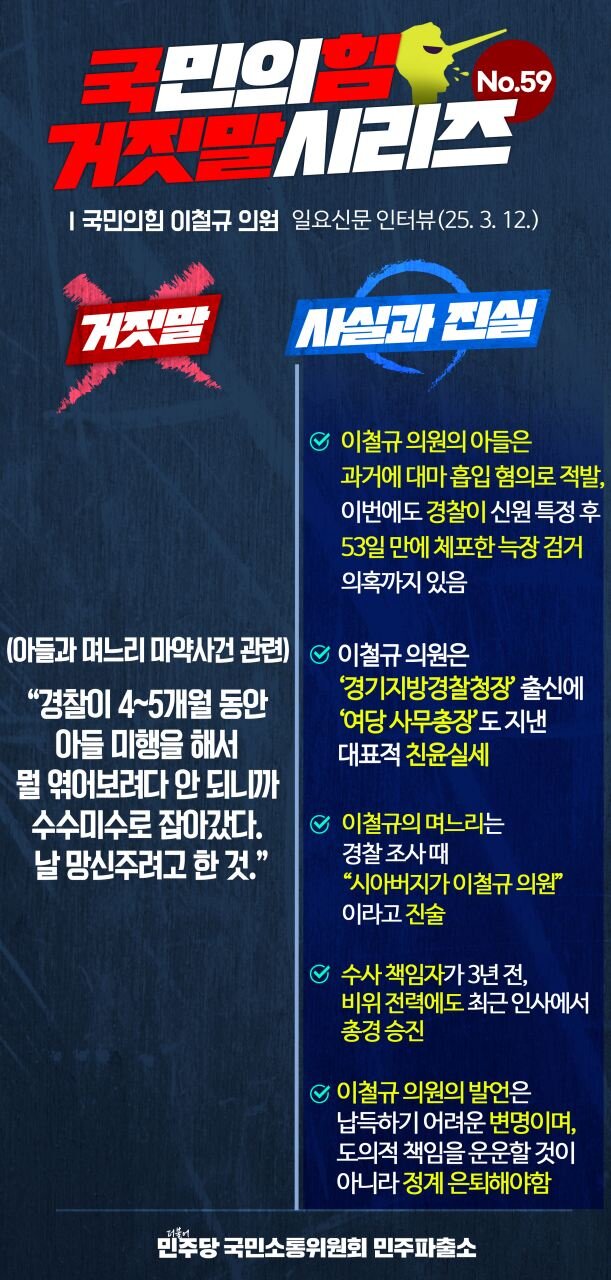 국민의힘
No.59
거짓말시리즈
| 국민의힘 이철규 의원 일요신문 인터뷰(25. 3. 12.)
거짓말
(아들과 며느리 마약사건 관련)
“경찰이 4~5개월 동안
아들 미행을 해서
뭘 엮어보려다 안 되니까
수수미수로 잡아갔다.
날 망신주려고 한 것.”
사실과 진실
이철규 의원의 아들은
과거에 대마 흡입 혐의로 적발,
이번에도 경찰이 신원 특정 후
53일 만에 체포한 늑장 검거
의혹까지 있음
이철규 의원은
‘경기지방경찰청장’ 출신에
‘여당 사무총장’도 지낸
대표적 친윤실세
이철규의 며느리는
경찰 조사 때
“시아버지가 이철규 의원”
이라고 진술
수사 책임자가 3년 전,
비위 전력에도 최근 인사에서
총경 승진
이철규 의원의 발언은
납득하기 어려운 변명이며,
도의적 책임을 운운할 것이
아니라 정계 은퇴해야함
더불어
민주당 국민소통위원회 민주파출소